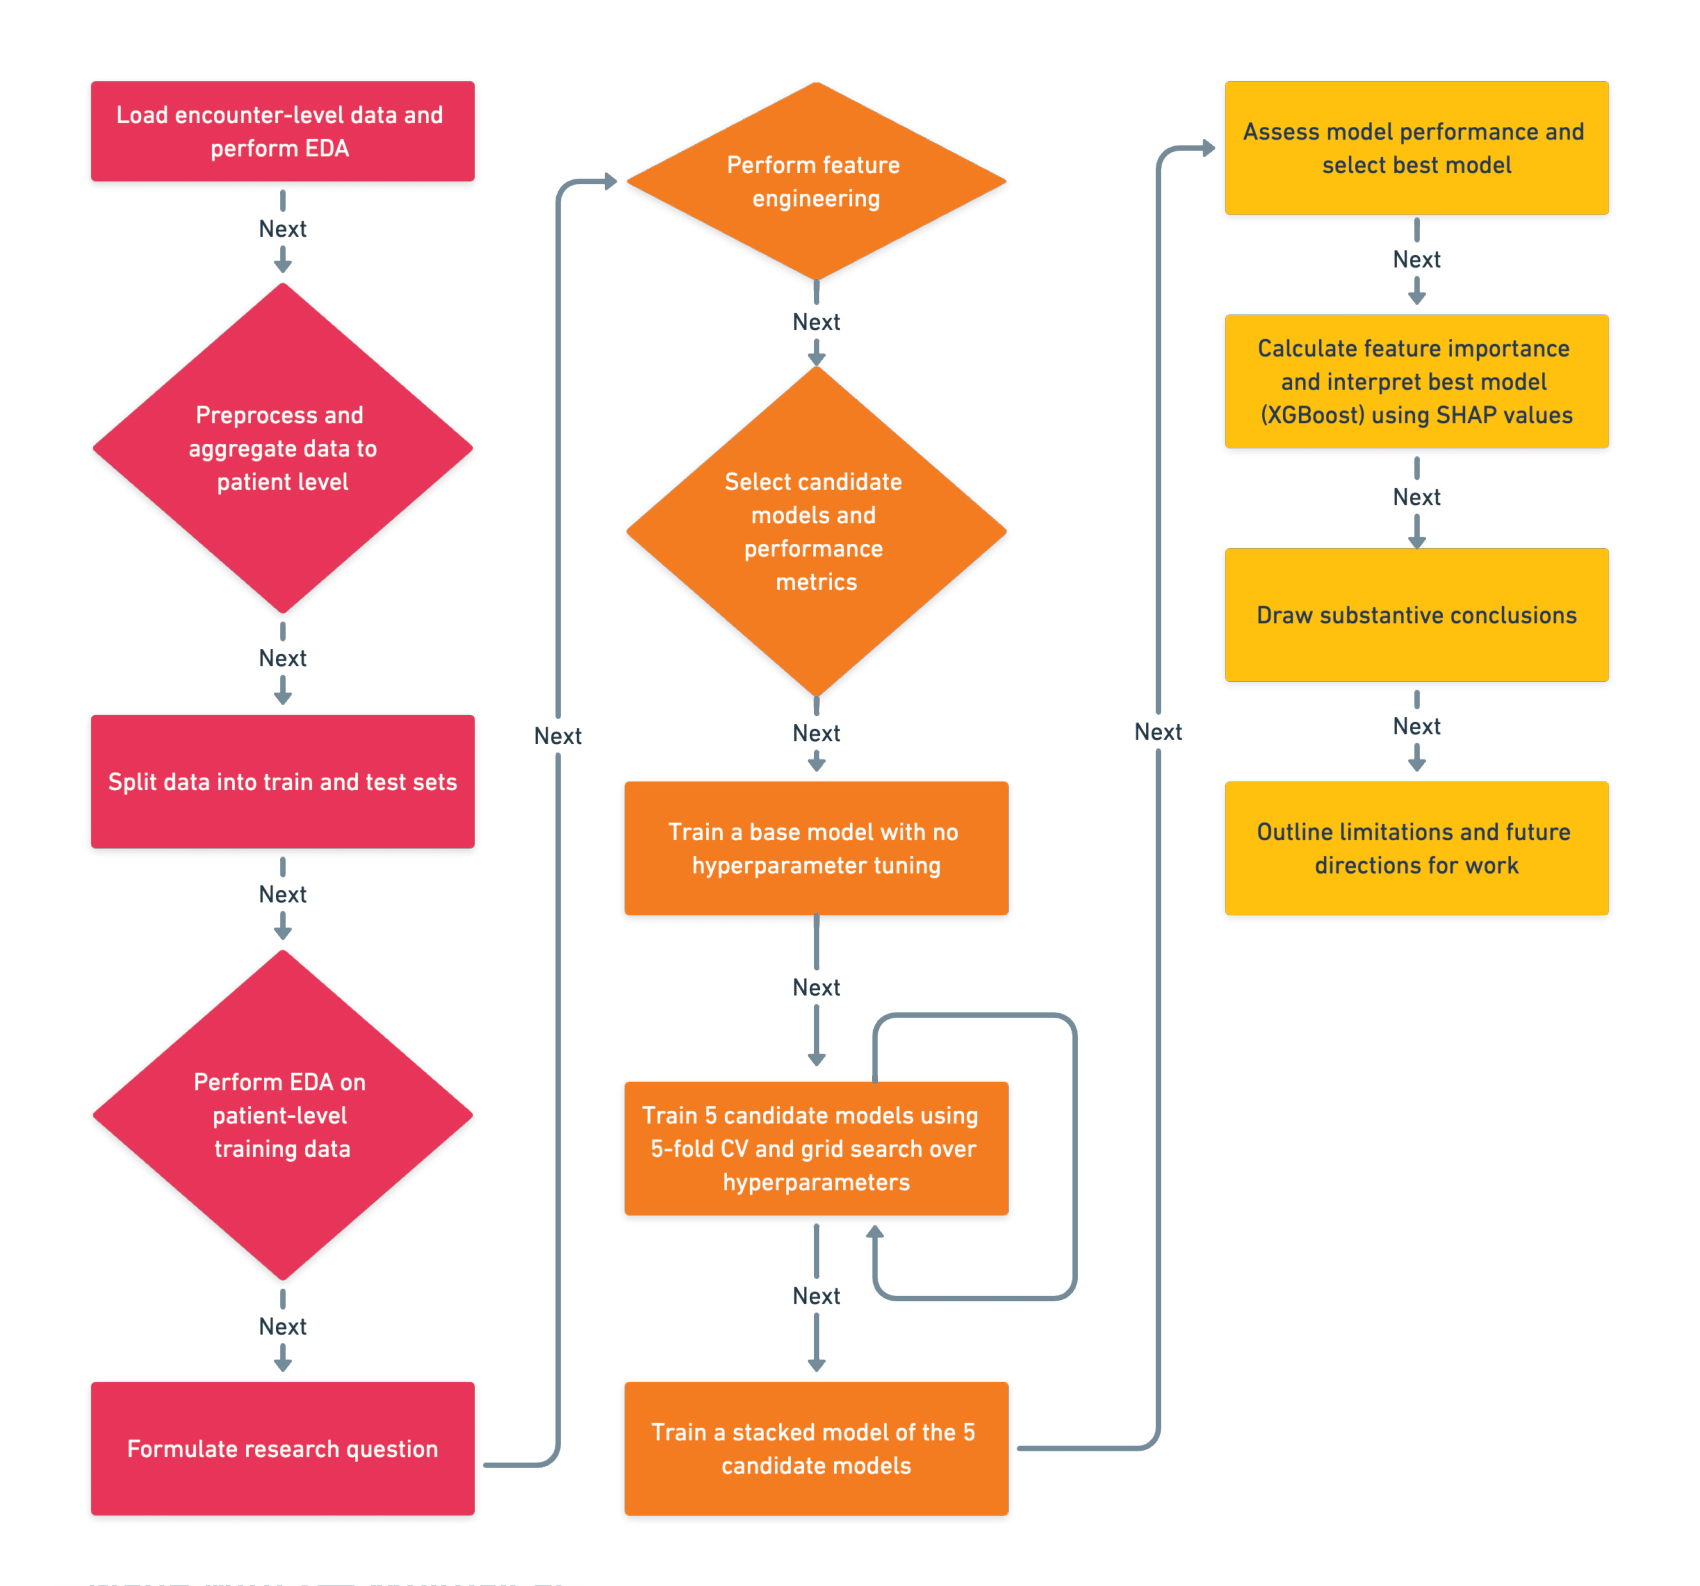 Load encounter-level data and
perform EDA
Next
Preprocess and
aggregate data to
patient level
Next
Split data into train and test sets
Next
Perform EDA on
patient-level
training data
Next
Formulate research question
Next
Perform feature
engineering
Next
Select candidate
models and
performance
metrics
Next
Train a base model with no
hyperparameter tuning
Next
Train 5 candidate models using
5-fold CV and grid search over
hyperparameters
Next
Train a stacked model of the 5
candidate models
Next
Assess model performance and
select best model
Next
Calculate feature importance
and interpret best model
(XGBoost) using SHAP values
Next
Draw substantive conclusions
Next
Outline limitations and future
directions for work